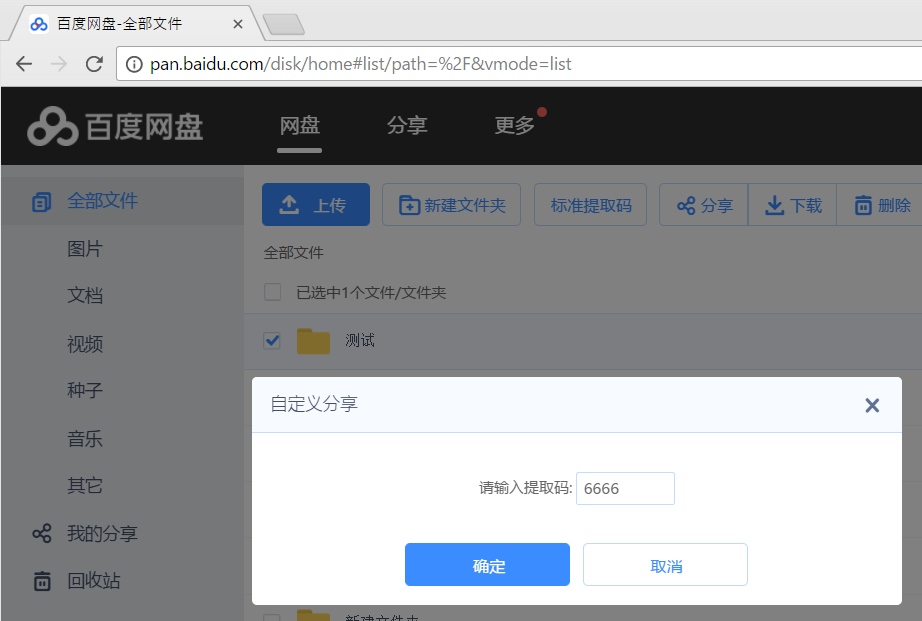 百度网盘-全部文件
pan.baidu.com/disk/home#list/path=%2F&vmode=list
百度网盘 网盘 分享 更多
全部文件 上传 新建文件夹 标准提取码 分享 下载 删除
图片 全部文件
文档 已选中1个文件/文件夹
视频 测试
种子
自定义分享
音乐
其它 请输入提取码: 6666
我的分享
回收站 确定 取消
新建文件夹